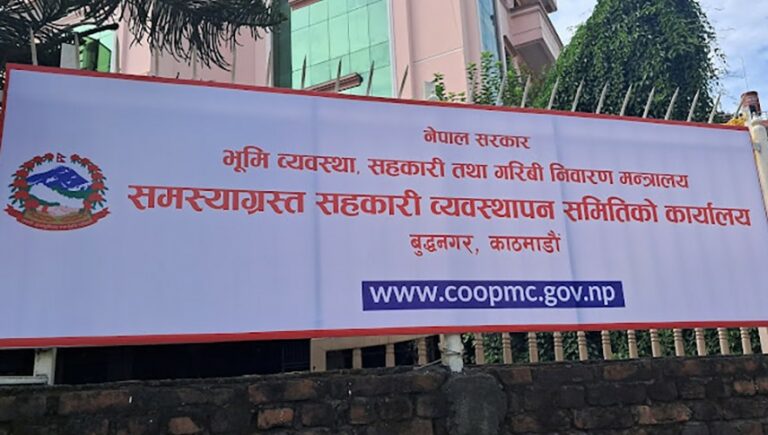 नेपाल सरकार
भूमि व्यवस्था, सहकारी तथा गरिबी निवारण मन्त्रालय
समस्याग्रस्त सहकारी व्यवस्थापन समितिको कार्यालय
बुद्धनगर, काठमाडौं
www.coopmc.gov.np